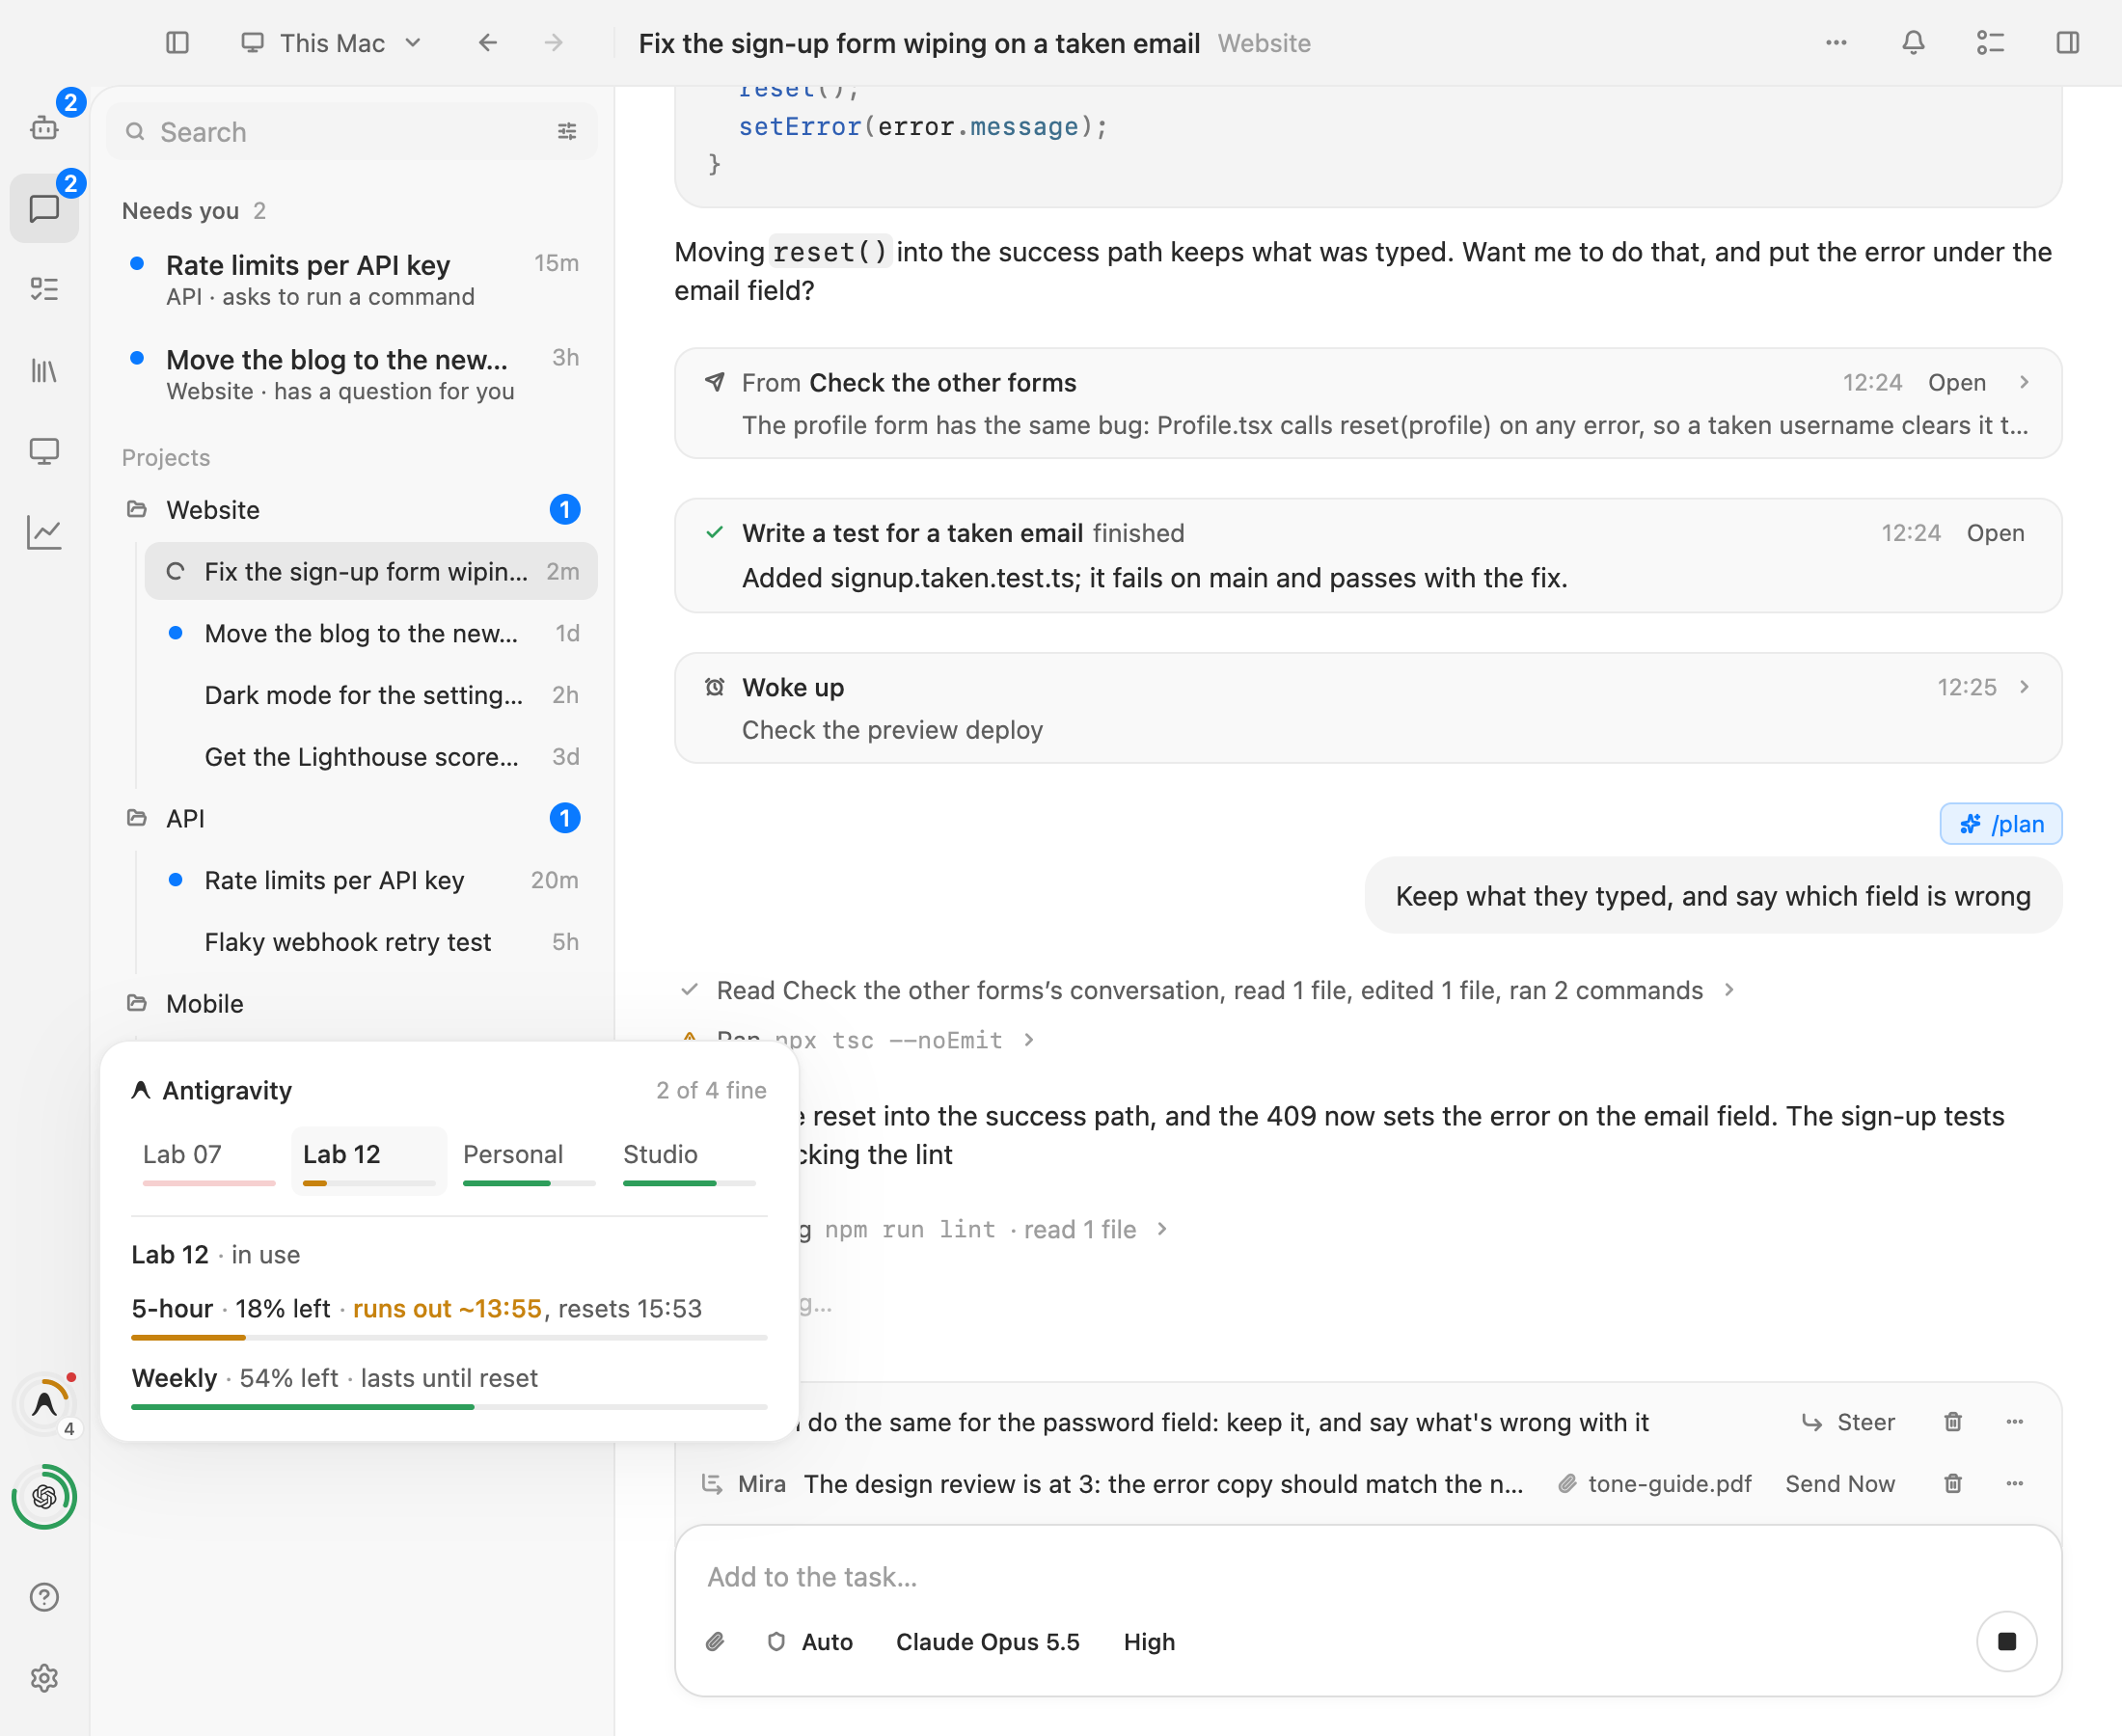 This Mac
Fix the sign-up form wiping on a taken email Website
2
2
Search
Needs you 2
Rate limits per API key 15m
API · asks to run a command
Move the blog to the new... 3h
Website · has a question for you
Projects
Website 1
Fix the sign-up form wipin... 2m
Move the blog to the new... 1d
Dark mode for the setting... 2h
Get the Lighthouse score... 3d
API 1
Rate limits per API key 20m
Flaky webhook retry test 5h
Mobile
reset();
setError(error.message);
}
Moving reset() into the success path keeps what was typed. Want me to do that, and put the error under the
email field?
From Check the other forms 12:24 Open
The profile form has the same bug: Profile.tsx calls reset(profile) on any error, so a taken username clears it t...
Write a test for a taken email finished 12:24 Open
Added signup.taken.test.ts; it fails on main and passes with the fix.
Woke up 12:25
Check the preview deploy
/plan
Keep what they typed, and say which field is wrong
Read Check the other forms's conversation, read 1 file, edited 1 file, ran 2 commands
Ran npx tsc --noEmit
reset into the success path, and the 409 now sets the error on the email field. The sign-up tests
the lint
npm run lint · read 1 file
Antigravity 2 of 4 fine
Lab 07 Lab 12 Personal Studio
Lab 12 · in use
5-hour · 18% left · runs out ~13:55, resets 15:53
Weekly · 54% left · lasts until reset
4
do the same for the password field: keep it, and say what's wrong with it Steer
Mira The design review is at 3: the error copy should match the n... tone-guide.pdf Send Now
Add to the task...
Auto Claude Opus 5.5 High